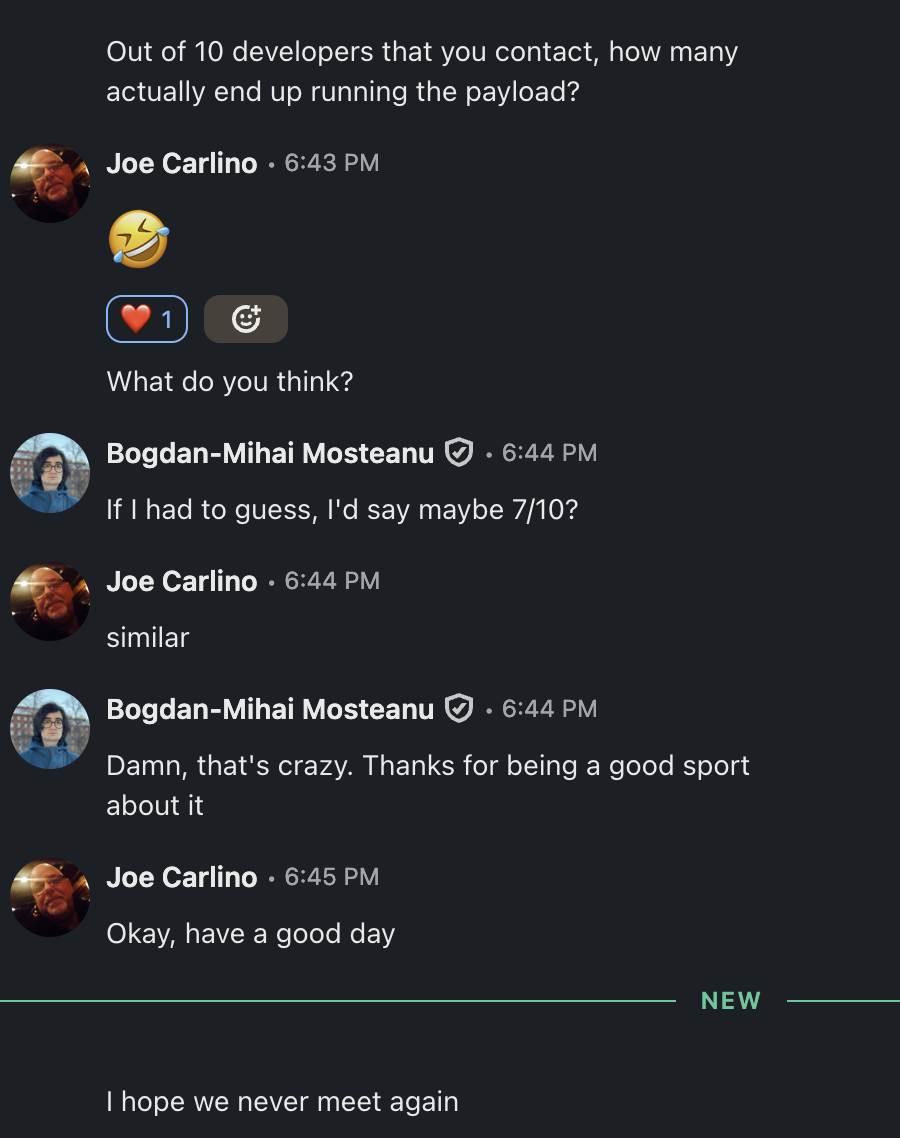 Out of 10 developers that you contact, how many
actually end up running the payload?
Joe Carlino • 6:43 PM
🤣
❤️ 1
What do you think?
Bogdan-Mihai Mosteanu • 6:44 PM
If I had to guess, I'd say maybe 7/10?
Joe Carlino • 6:44 PM
similar
Bogdan-Mihai Mosteanu • 6:44 PM
Damn, that's crazy. Thanks for being a good sport
about it
Joe Carlino • 6:45 PM
Okay, have a good day
NEW
I hope we never meet again